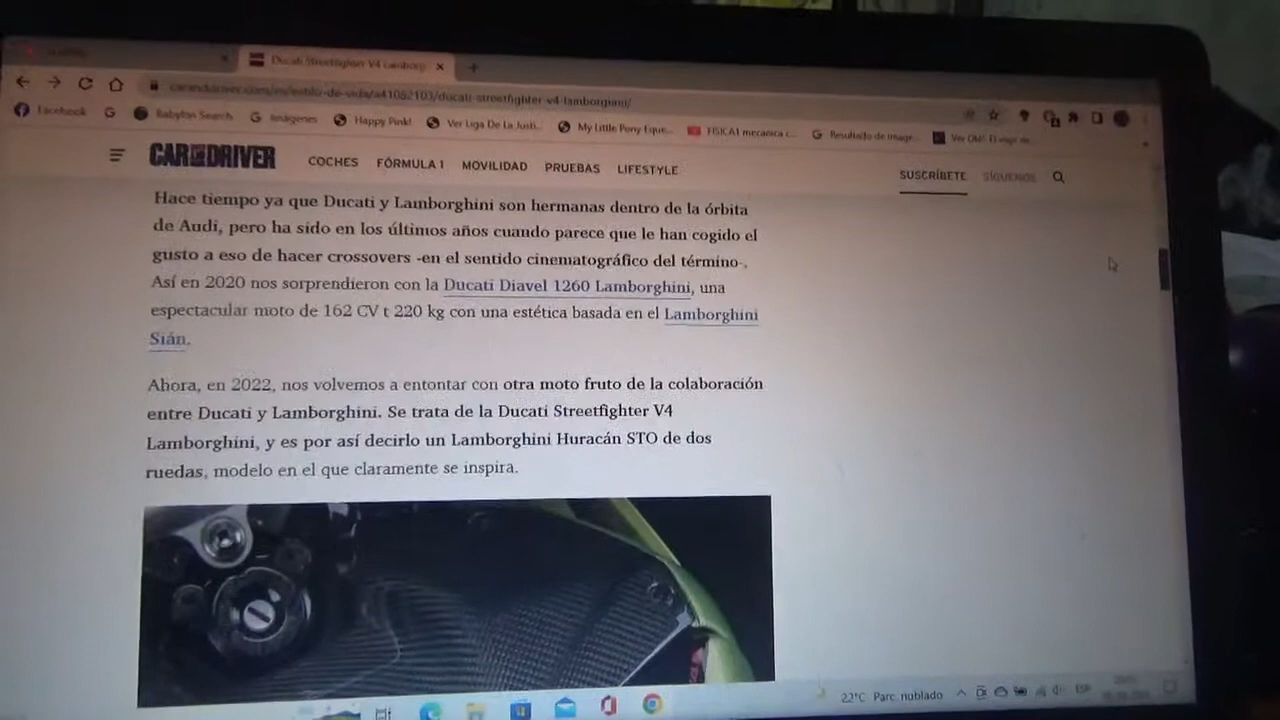 Ducati Streetfighter V4 Lamborg
caranddriver.com/es/estilo-de-vida/a41082103/ducati-streetfighter-v4-lamborghini/
Facebook
Babylon Search
Imágenes
Happy Pink!
Ver Liga De La Justi...
My Little Pony Eque...
FISICA1 mecanica c...
Resultado de image...
CAR AND DRIVER
COCHES
FÓRMULA 1
MOVILIDAD
PRUEBAS
LIFESTYLE
SUSCRÍBETE
SÍGUENOS
Hace tiempo ya que Ducati y Lamborghini son hermanas dentro de la órbita
de Audi, pero ha sido en los últimos años cuando parece que le han cogido el
gusto a eso de hacer crossovers -en el sentido cinematográfico del término-.
Así en 2020 nos sorprendieron con la Ducati Diavel 1260 Lamborghini, una
espectacular moto de 162 CV t 220 kg con una estética basada en el Lamborghini
Sián.
Ahora, en 2022, nos volvemos a entontar con otra moto fruto de la colaboración
entre Ducati y Lamborghini. Se trata de la Ducati Streetfighter V4
Lamborghini, y es por así decirlo un Lamborghini Huracán STO de dos
ruedas, modelo en el que claramente se inspira.
22°C Parc. nublado
ESP